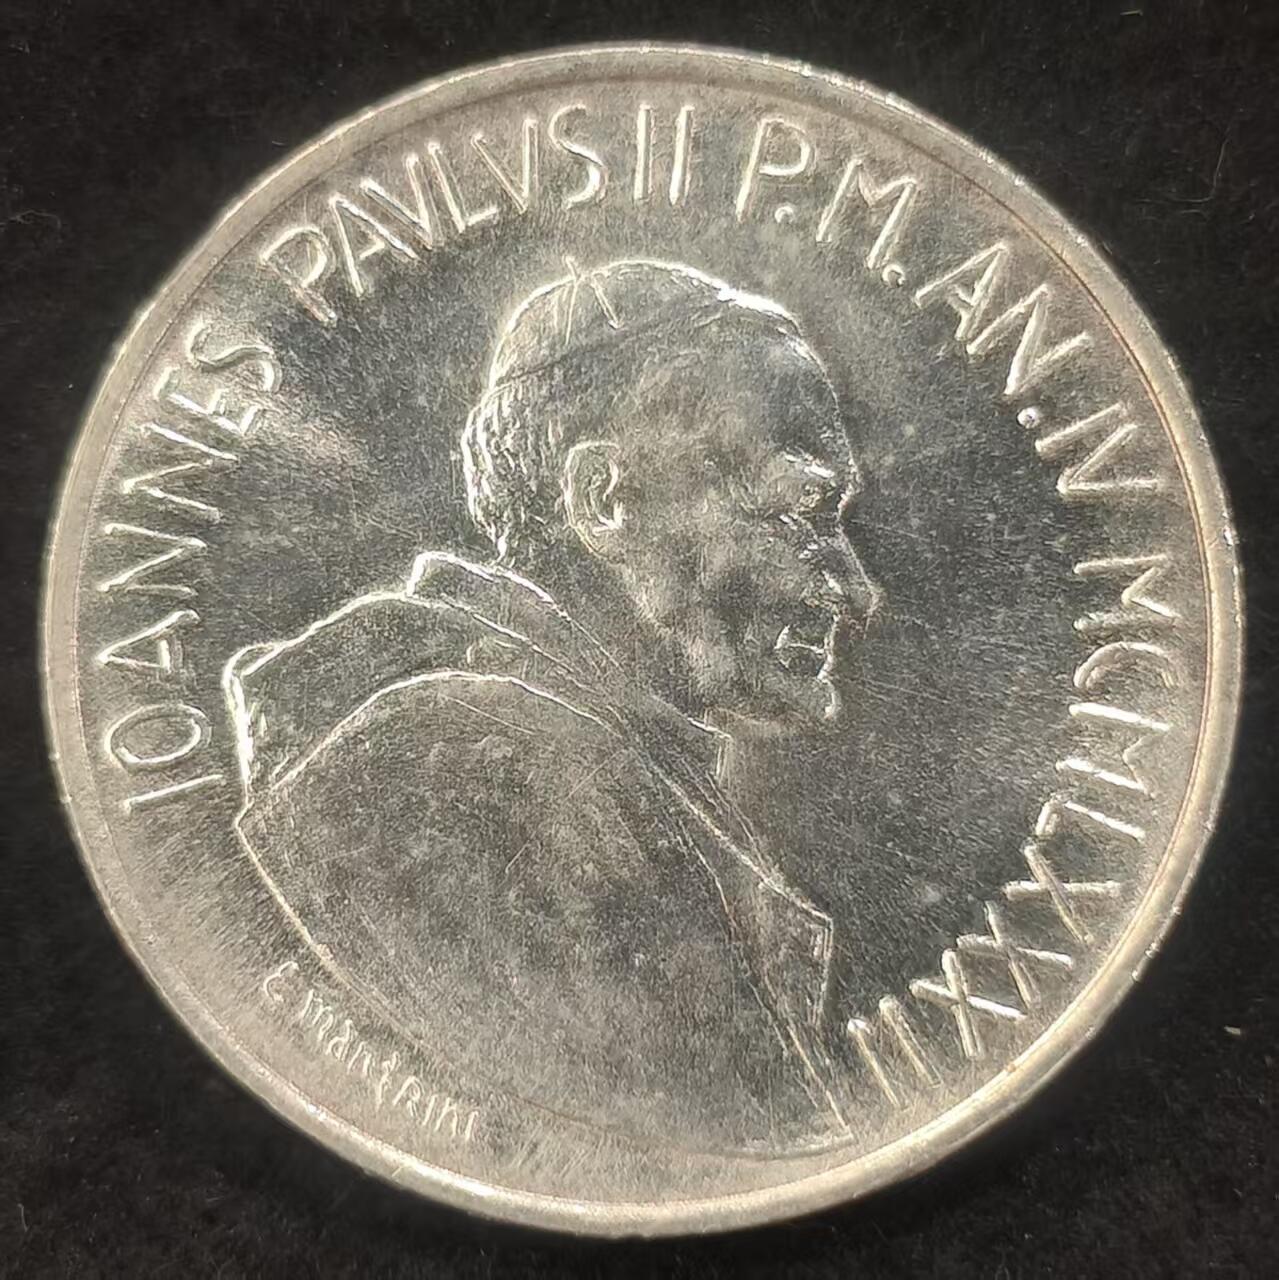 IOANNES PAVLVS II P.M. AN. IV MCMLXXXII
E. MANFRINI